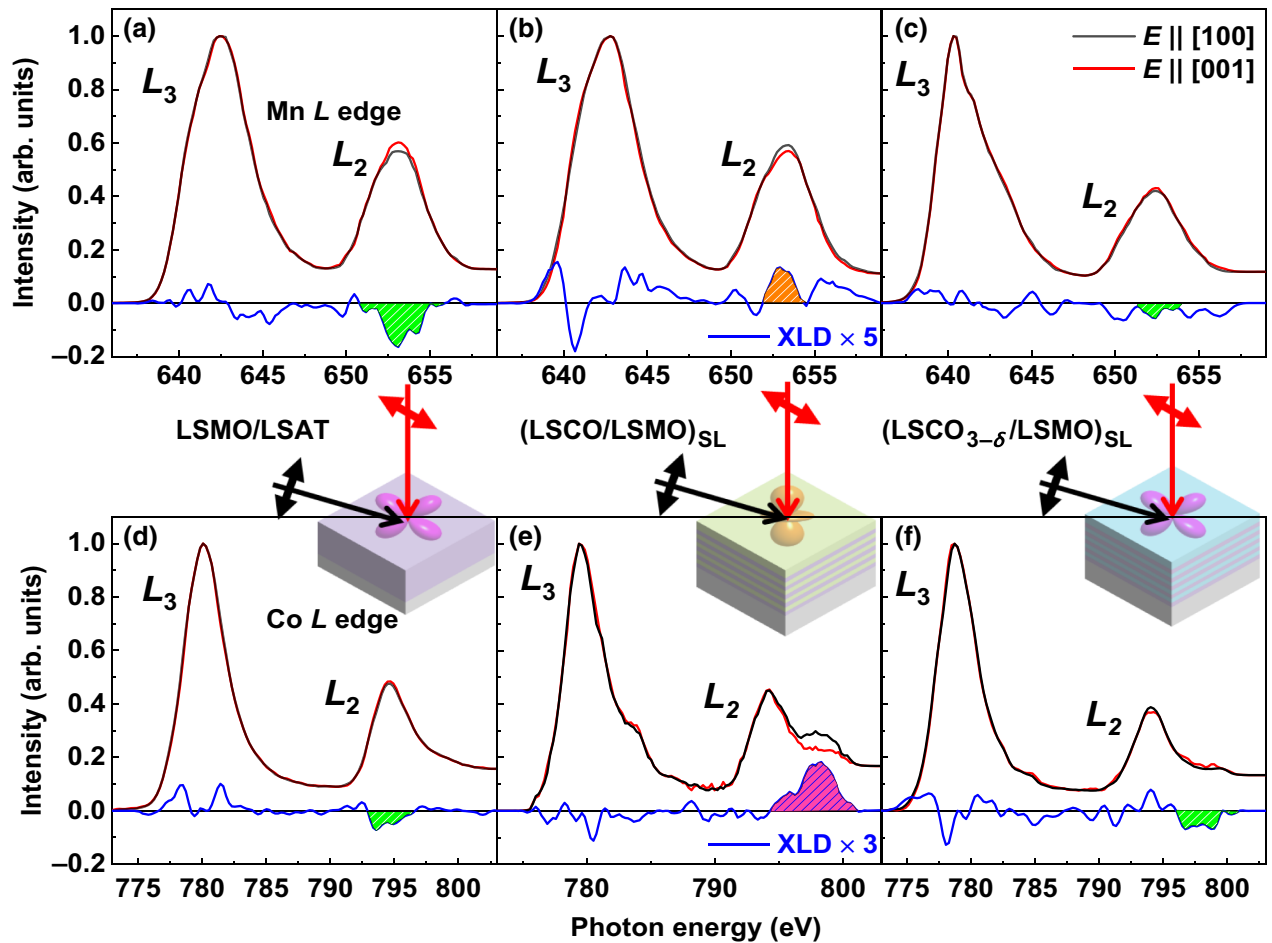 (a) (b) (c)
E || [100]
E || [001]
L3 L2 Mn L edge
L3 L2
L3 L2
Intensity (arb. units)
1.0
0.8
0.6
0.4
0.2
0.0
–0.2
XLD × 5
640 645 650 655 640 645 650 655 640 645 650 655
LSMO/LSAT (LSCO/LSMO)SL (LSCO3–δ/LSMO)SL
(d) (e) (f)
L3 L2 Co L edge
L3 L2
L3 L2
Intensity (arb. units)
1.0
0.8
0.6
0.4
0.2
0.0
–0.2
XLD × 3
775 780 785 790 795 800 780 790 800 775 780 785 790 795 800
Photon energy (eV)